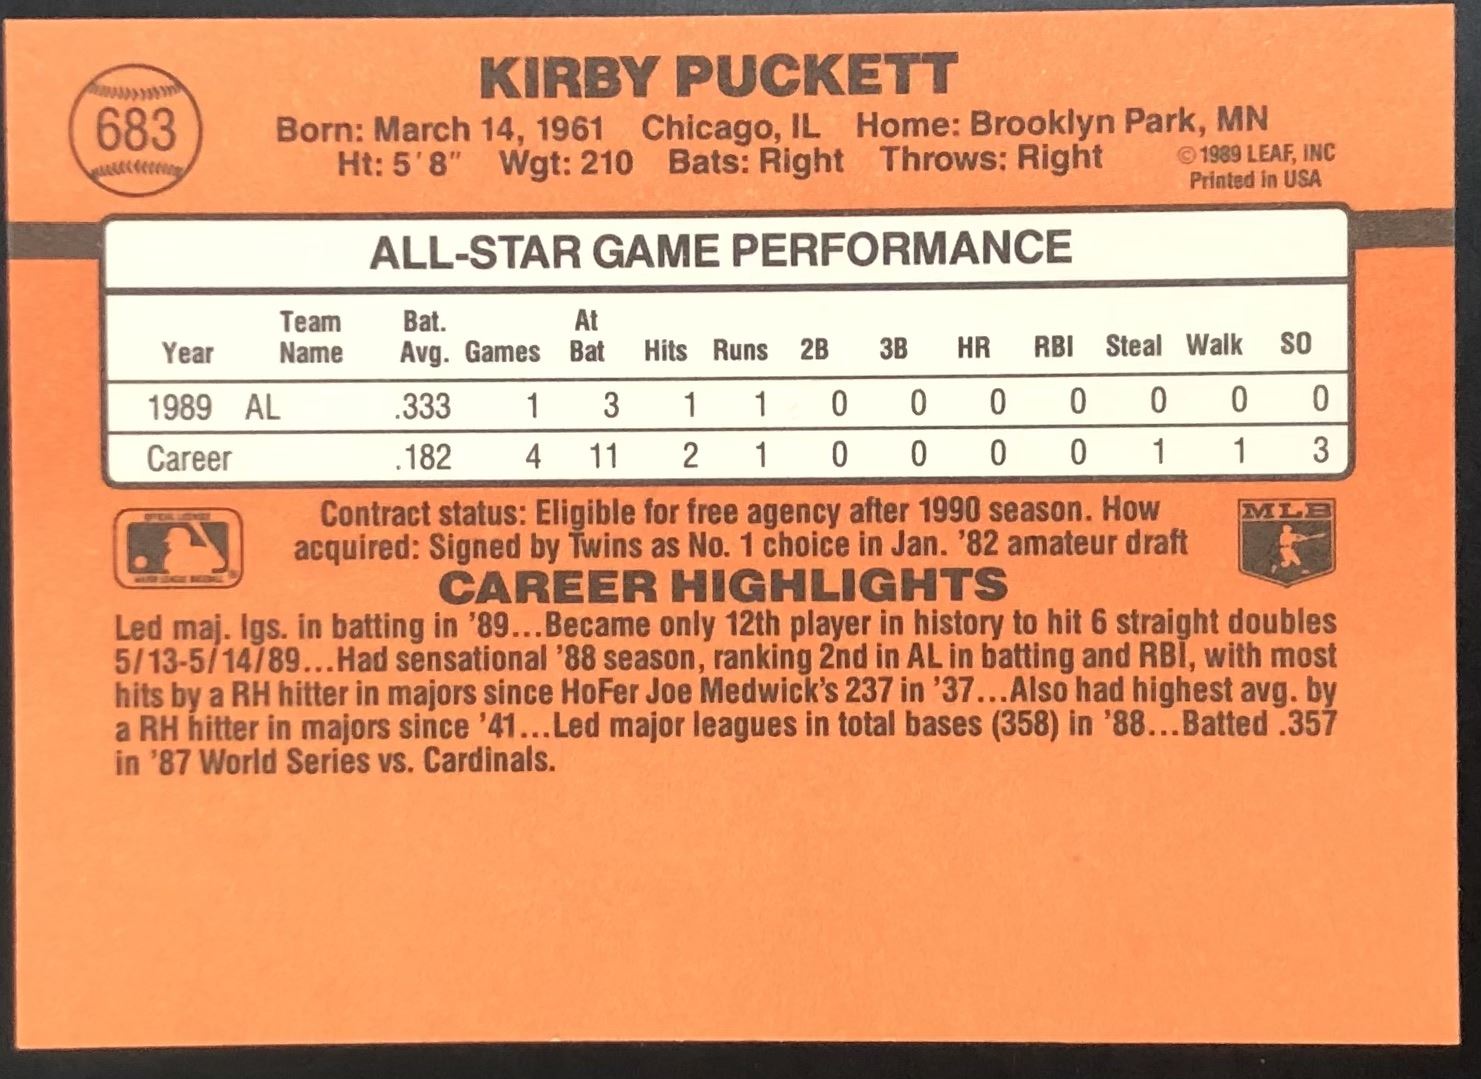 683
KIRBY PUCKETT
Born: March 14, 1961 Chicago, IL Home: Brooklyn Park, MN
Ht: 5'8" Wgt: 210 Bats: Right Throws: Right
©1989 LEAF, INC
Printed in USA
ALL-STAR GAME PERFORMANCE
Year Team Name Bat. Avg. Games At Bat Hits Runs 2B 3B HR RBI Steal Walk SO
1989 AL .333 1 3 1 1 0 0 0 0 0 0 0
Career .182 4 11 2 1 0 0 0 0 1 1 3
Contract status: Eligible for free agency after 1990 season. How
acquired: Signed by Twins as No. 1 choice in Jan. '82 amateur draft
MLB
CAREER HIGHLIGHTS
Led maj. lgs. in batting in '89...Became only 12th player in history to hit 6 straight doubles
5/13-5/14/89...Had sensational '88 season, ranking 2nd in AL in batting and RBI, with most
hits by a RH hitter in majors since HoFer Joe Medwick's 237 in '37...Also had highest avg. by
a RH hitter in majors since '41...Led major leagues in total bases (358) in '88...Batted .357
in '87 World Series vs. Cardinals.